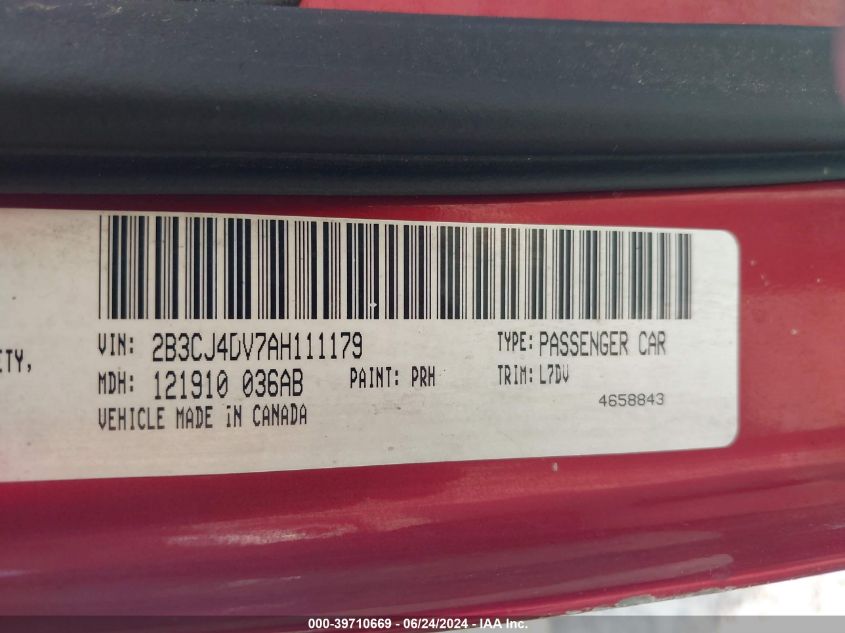 VIN: 2B3CJ4DV7AH111179 TYPE: PASSENGER CAR
ETY,
MDH: 121910 036AB PAINT: PRH TRIM: L7DV
VEHICLE MADE IN CANADA 4658843
000-39710669 - 06/24/2024 - IAA Inc.